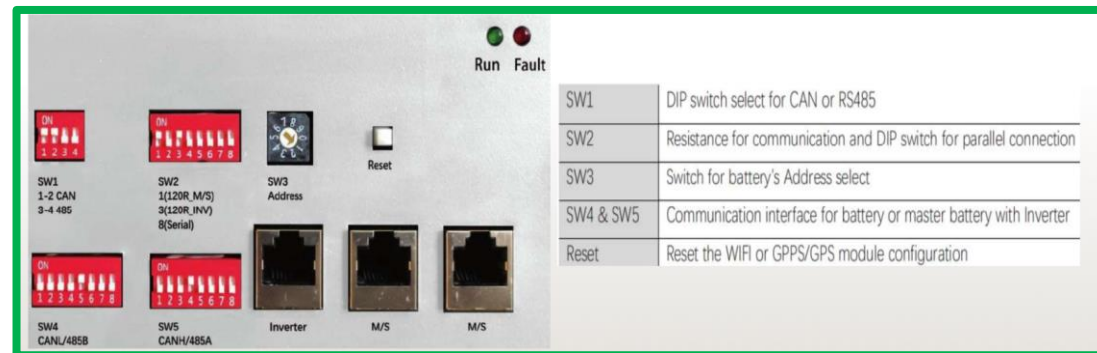 Run Fault
ON
1 2 3 4
SW1
1-2 CAN
3-4 485
ON
1 2 3 4 5 6 7 8
SW2
1(120R_M/S)
3(120R_INV)
8(Serial)
SW3
Address
Reset
ON
1 2 3 4 5 6 7 8
SW4
CANL/485B
ON
1 2 3 4 5 6 7 8
SW5
CANH/485A
Inverter
M/S
M/S
SW1 DIP switch select for CAN or RS485
SW2 Resistance for communication and DIP switch for parallel connection
SW3 Switch for battery's Address select
SW4 & SW5 Communication interface for battery or master battery with Inverter
Reset Reset the WIFI or GPPS/GPS module configuration